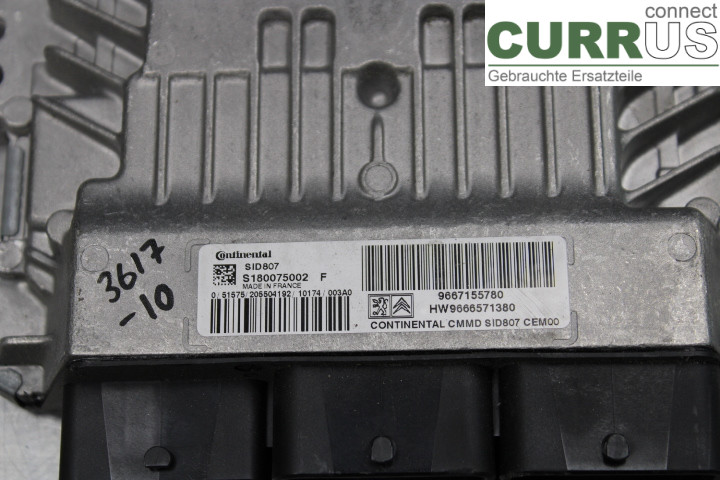 connect
CURRUS
Gebrauchte Ersatzteile
3617
-10
Continental
SID807
S180075002 F
MADE IN FRANCE
0/51575/205504192/10174/003A0
9667155780
HW9666571380
CONTINENTAL CMMD SID807 CEM00